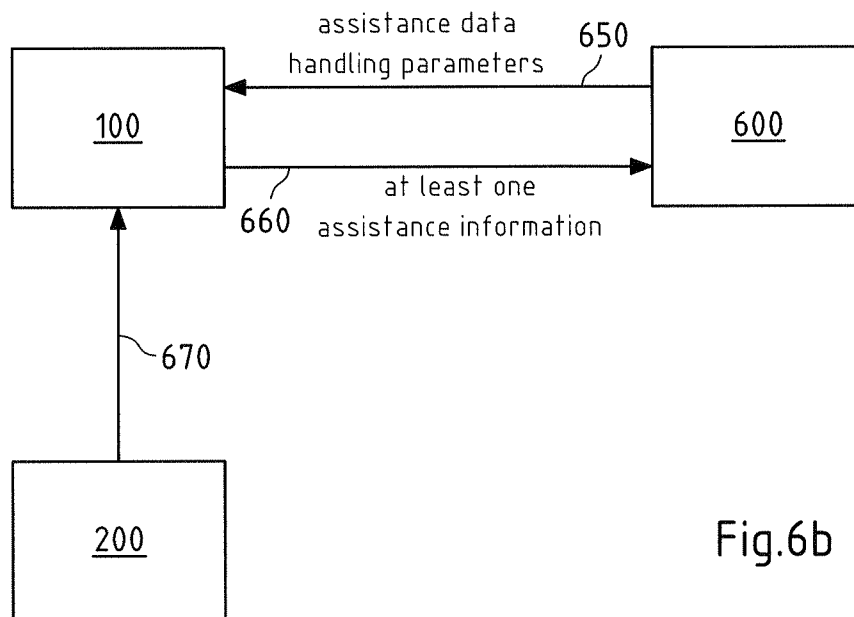 assistance data
handling parameters
650
100
600
660
at least one
assistance information
670
200
Fig.6b